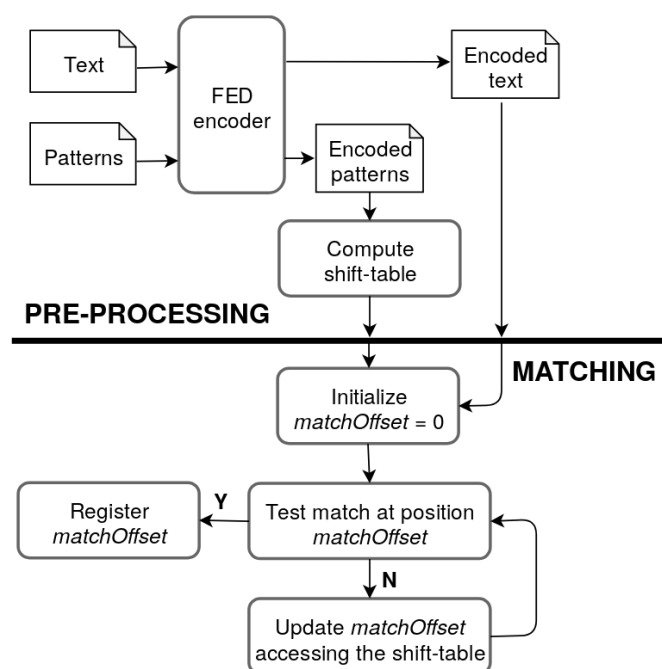 Text
FED
encoder
Encoded
text
Patterns
Encoded
patterns
Compute
shift-table
PRE-PROCESSING
MATCHING
Initialize
matchOffset = 0
Register
matchOffset
Y
Test match at position
matchOffset
N
Update matchOffset
accessing the shift-table